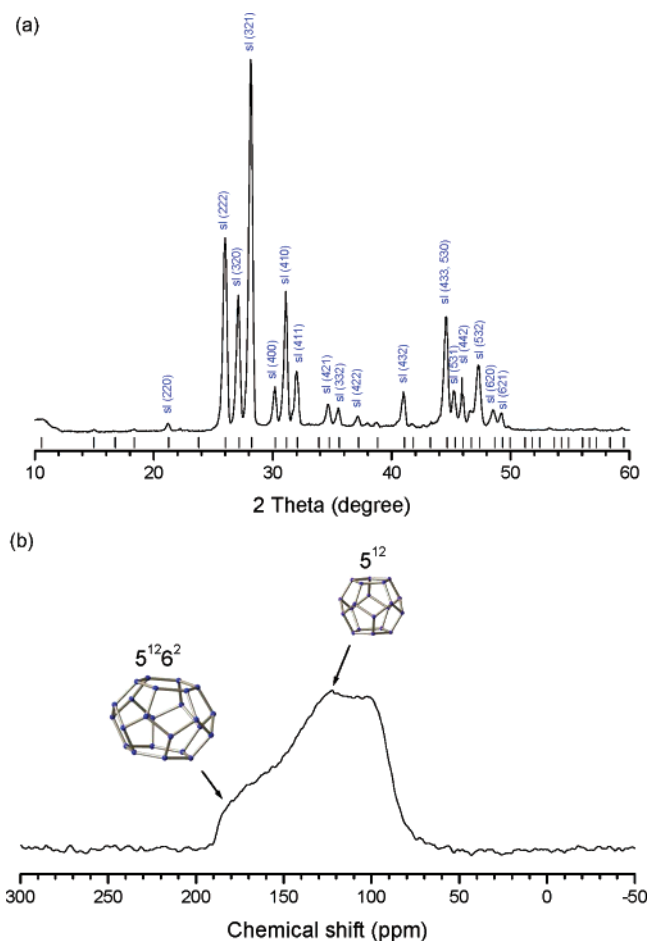 (a)
sI (220)
sI (222)
sI (320)
sI (321)
sI (400)
sI (410)
sI (411)
sI (421)
sI (332)
sI (422)
sI (432)
sI (433, 530)
sI (531)
sI (442)
sI (532)
sI (620)
sI (621)
10 20 30 40 50 60
2 Theta (degree)
(b)
5¹²
5¹²6²
300 250 200 150 100 50 0 -50
Chemical shift (ppm)